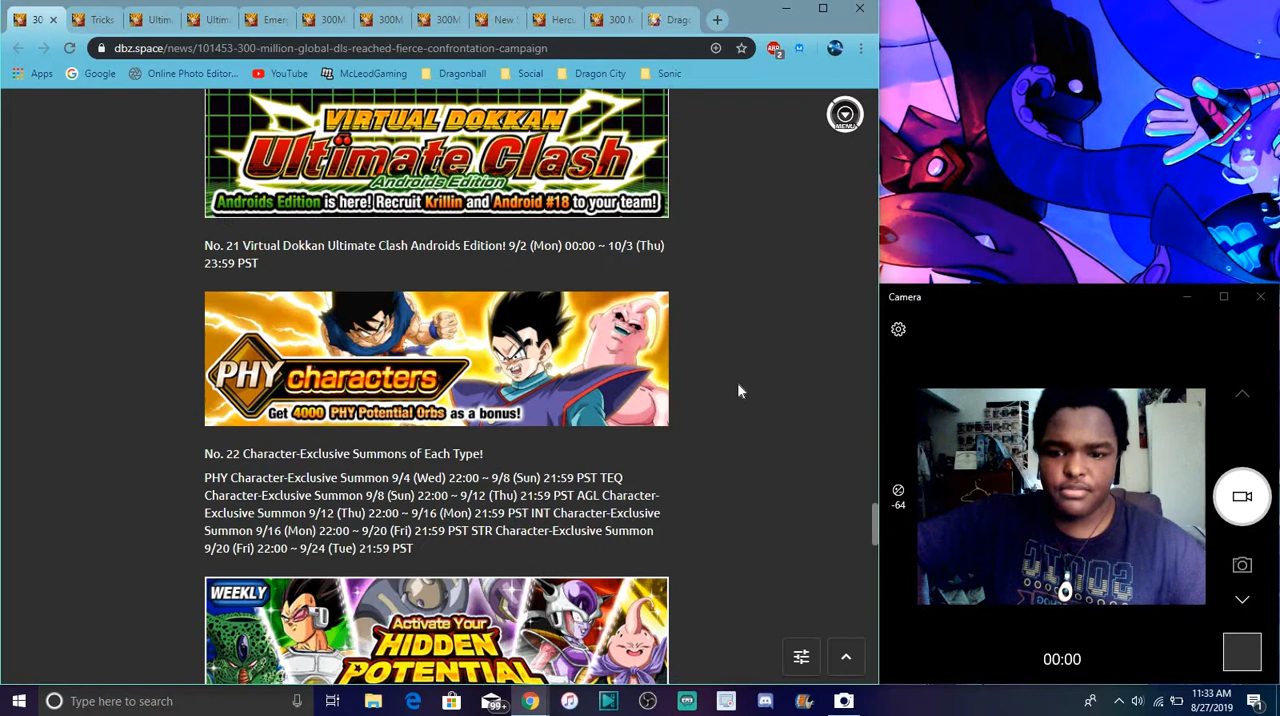 30
Tricks
Ultim
Ultim
Emerg
300M
300M
300M
New S
Hercu
300 M
Drago
dbz.space/news/101453-300-million-global-dls-reached-fierce-confrontation-campaign
ABP
2
Apps
Google
Online Photo Editor...
YouTube
McLeodGaming
Dragonball
Social
Dragon City
Sonic
MENU
VIRTUAL DOKKAN
Ultimate Clash
Androids Edition
Androids Edition is here! Recruit Krillin and Android #18 to your team!
No. 21 Virtual Dokkan Ultimate Clash Androids Edition! 9/2 (Mon) 00:00 ~ 10/3 (Thu)
23:59 PST
PHY characters
Get 4000 PHY Potential Orbs as a bonus!
No. 22 Character-Exclusive Summons of Each Type!
PHY Character-Exclusive Summon 9/4 (Wed) 22:00 ~ 9/8 (Sun) 21:59 PST TEQ
Character-Exclusive Summon 9/8 (Sun) 22:00 ~ 9/12 (Thu) 21:59 PST AGL Character-
Exclusive Summon 9/12 (Thu) 22:00 ~ 9/16 (Mon) 21:59 PST INT Character-Exclusive
Summon 9/16 (Mon) 22:00 ~ 9/20 (Fri) 21:59 PST STR Character-Exclusive Summon
9/20 (Fri) 22:00 ~ 9/24 (Tue) 21:59 PST
WEEKLY
Activate Your
HIDDEN
POTENTIAL
Camera
-64
SONIC
00:00
Type here to search
99+
11:33 AM
8/27/2019
1